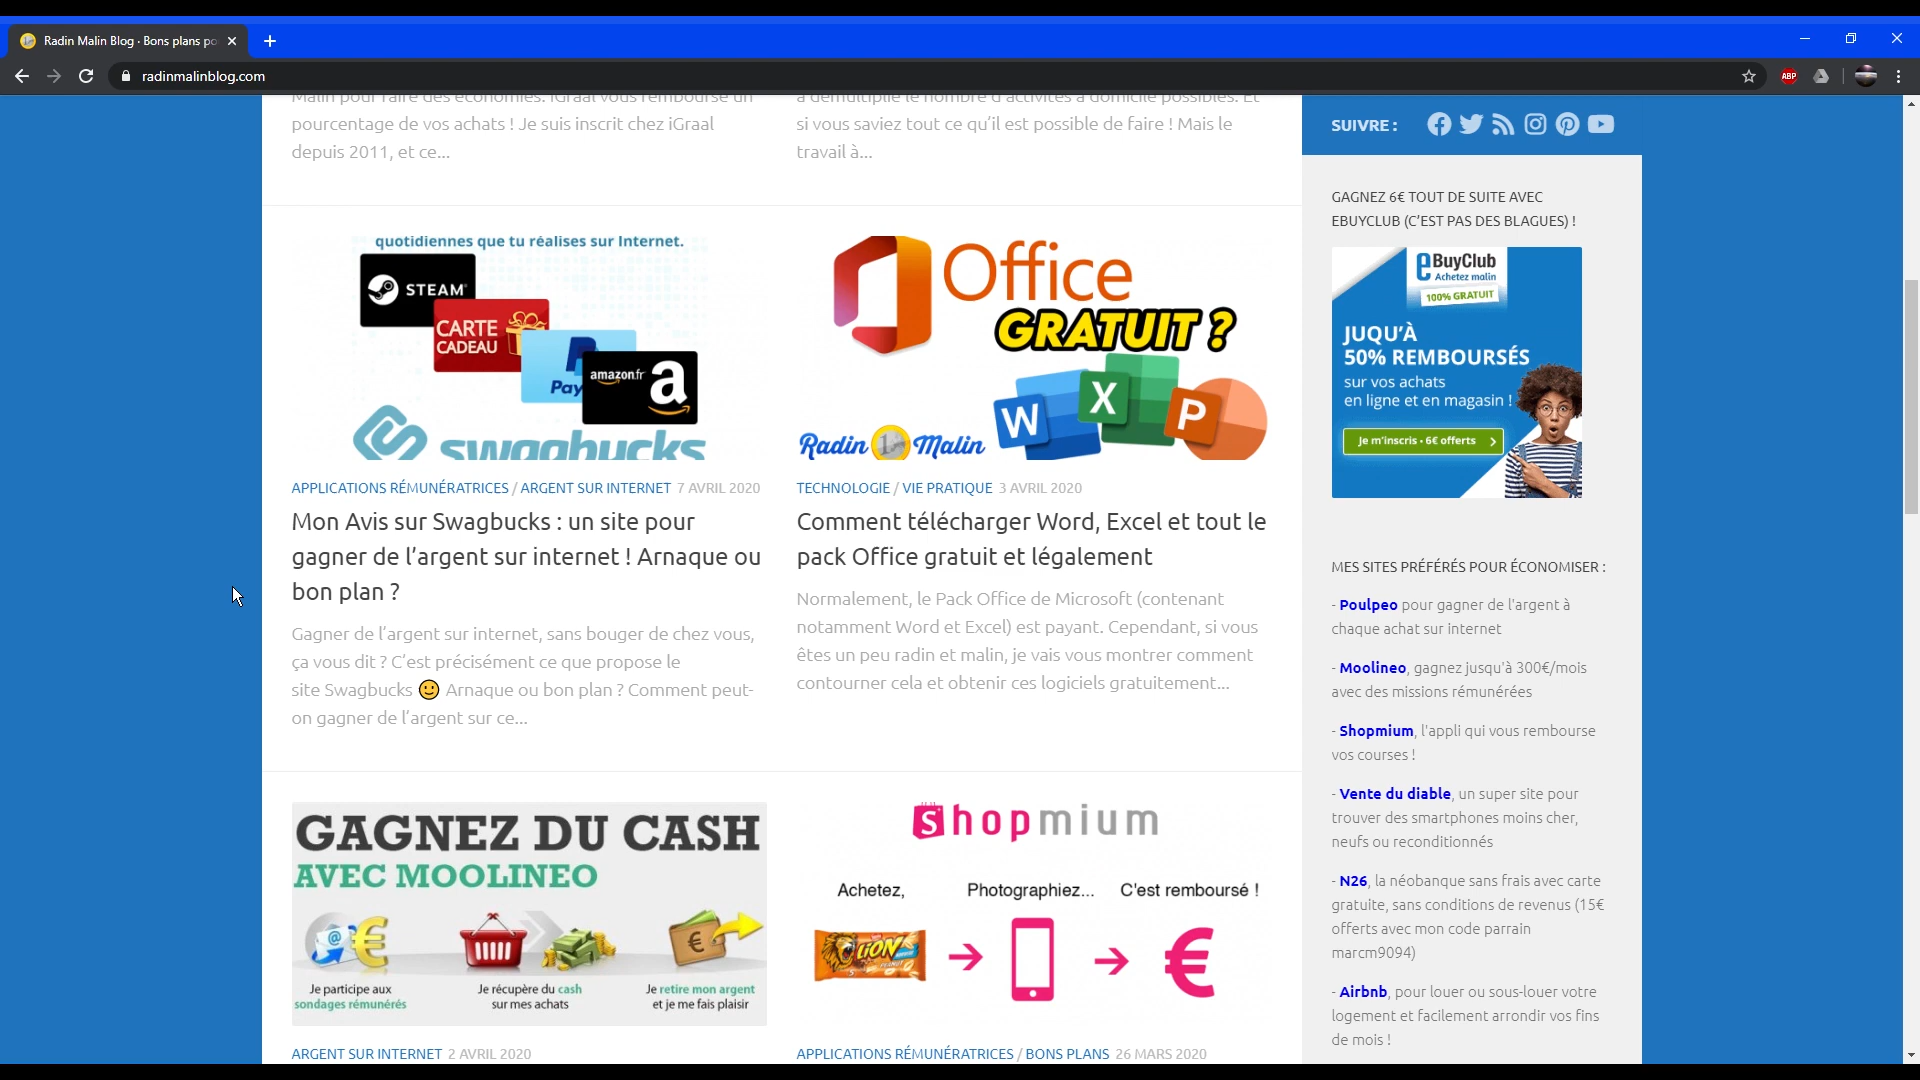 Radin Malin Blog · Bons plans po
radinmalinblog.com
ABP
Malin pour faire des économies. iGraal vous rembourse un
pourcentage de vos achats ! Je suis inscrit chez iGraal
depuis 2011, et ce...
a démultiplié le nombre d'activités à domicile possibles. Et
si vous saviez tout ce qu'il est possible de faire ! Mais le
travail à...
quotidiennes que tu réalises sur Internet.
STEAM
CARTE
CADEAU
Pay
amazon.fr
a
swagbucks
APPLICATIONS RÉMUNÉRATRICES / ARGENT SUR INTERNET 7 AVRIL 2020
Mon Avis sur Swagbucks : un site pour
gagner de l'argent sur internet ! Arnaque ou
bon plan ?
Gagner de l'argent sur internet, sans bouger de chez vous,
ça vous dit ? C'est précisément ce que propose le
site Swagbucks 🙂 Arnaque ou bon plan ? Comment peut-
on gagner de l'argent sur ce...
Office
GRATUIT ?
W
X
P
Radin Malin
TECHNOLOGIE / VIE PRATIQUE 3 AVRIL 2020
Comment télécharger Word, Excel et tout le
pack Office gratuit et légalement
Normalement, le Pack Office de Microsoft (contenant
notamment Word et Excel) est payant. Cependant, si vous
êtes un peu radin et malin, je vais vous montrer comment
contourner cela et obtenir ces logiciels gratuitement...
GAGNEZ DU CASH
AVEC MOOLINEO
Je participe aux
sondages rémunérés
Je récupère du cash
sur mes achats
Je retire mon argent
et je me fais plaisir
ARGENT SUR INTERNET 2 AVRIL 2020
shopmium
Achetez,
Photographiez...
C'est remboursé !
LION
PEANUT
€
APPLICATIONS RÉMUNÉRATRICES / BONS PLANS 26 MARS 2020
SUIVRE :
GAGNEZ 6€ TOUT DE SUITE AVEC
EBUYCLUB (C'EST PAS DES BLAGUES) !
eBuyClub
Achetez malin
100% GRATUIT
JUQU'À
50% REMBOURSÉS
sur vos achats
en ligne et en magasin !
Je m'inscris • 6€ offerts
MES SITES PRÉFÉRÉS POUR ÉCONOMISER :
- Poulpeo pour gagner de l'argent à
chaque achat sur internet
- Moolineo, gagnez jusqu'à 300€/mois
avec des missions rémunérées
- Shopmium, l'appli qui vous rembourse
vos courses !
- Vente du diable, un super site pour
trouver des smartphones moins cher,
neufs ou reconditionnés
- N26, la néobanque sans frais avec carte
gratuite, sans conditions de revenus (15€
offerts avec mon code parrain
marcm9094)
- Airbnb, pour louer ou sous-louer votre
logement et facilement arrondir vos fins
de mois !